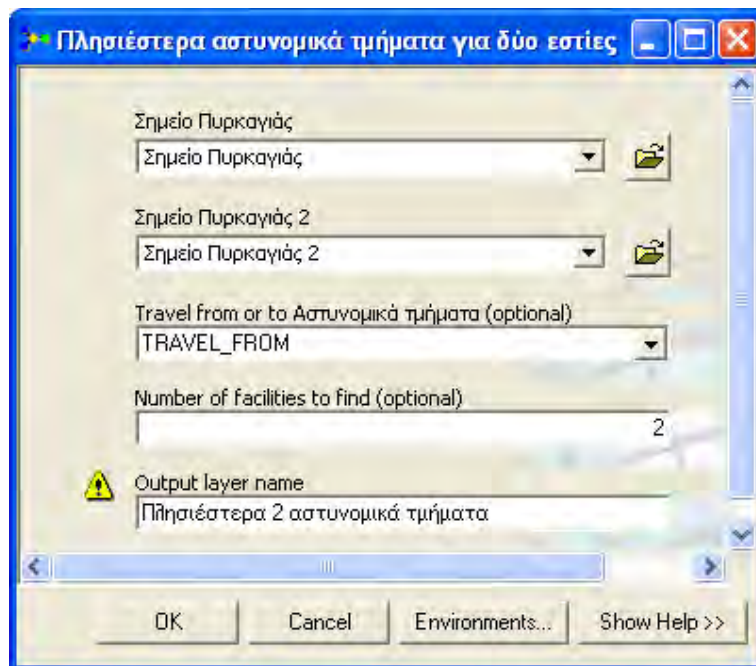 Πλησιέστερα αστυνομικά τμήματα για δύο εστίες
Σημείο Πυρκαγιάς
Σημείο Πυρκαγιάς
Σημείο Πυρκαγιάς 2
Σημείο Πυρκαγιάς 2
Travel from or to Αστυνομικά τμήματα (optional)
TRAVEL_FROM
Number of facilities to find (optional)
2
Output layer name
Πλησιέστερα 2 αστυνομικά τμήματα
OK Cancel Environments... Show Help >>